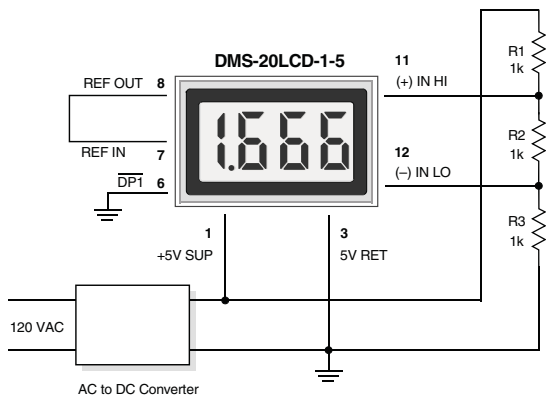 DMS-20LCD-1-5
11
(+) IN HI
R1
1k
REF OUT 8
1.666
R2
1k
REF IN 7
12
(–) IN LO
DP1 6
R3
1k
1
+5V SUP
3
5V RET
120 VAC
AC to DC Converter